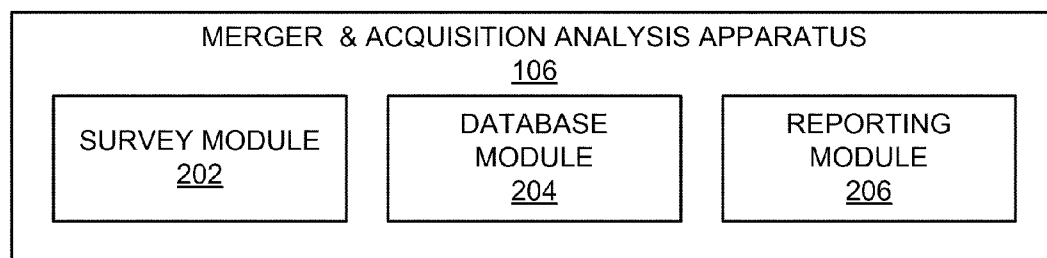 MERGER & ACQUISITION ANALYSIS APPARATUS
106
SURVEY MODULE
202
DATABASE
MODULE
204
REPORTING
MODULE
206